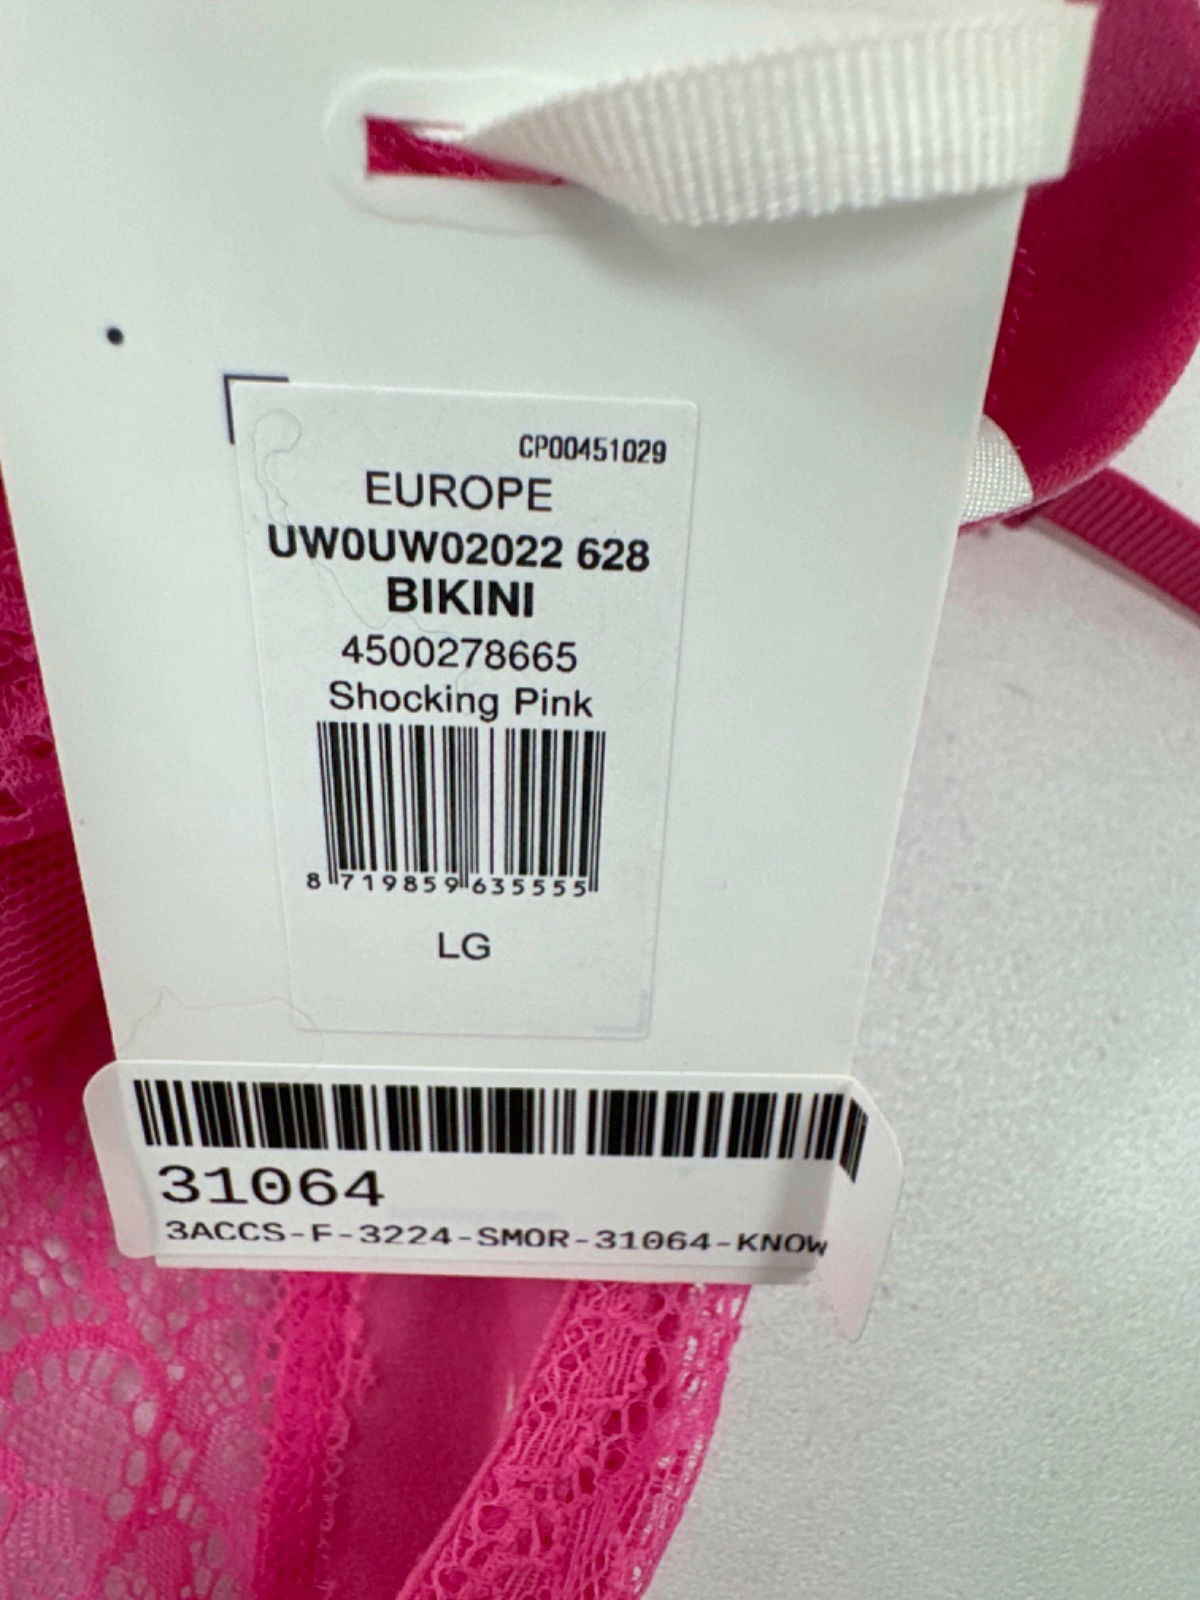 CP00451029
EUROPE
UW0UW02022 628
BIKINI
4500278665
Shocking Pink
8 719859 635555
LG
31064
3ACCS-F-3224-SMOR-31064-KNOW